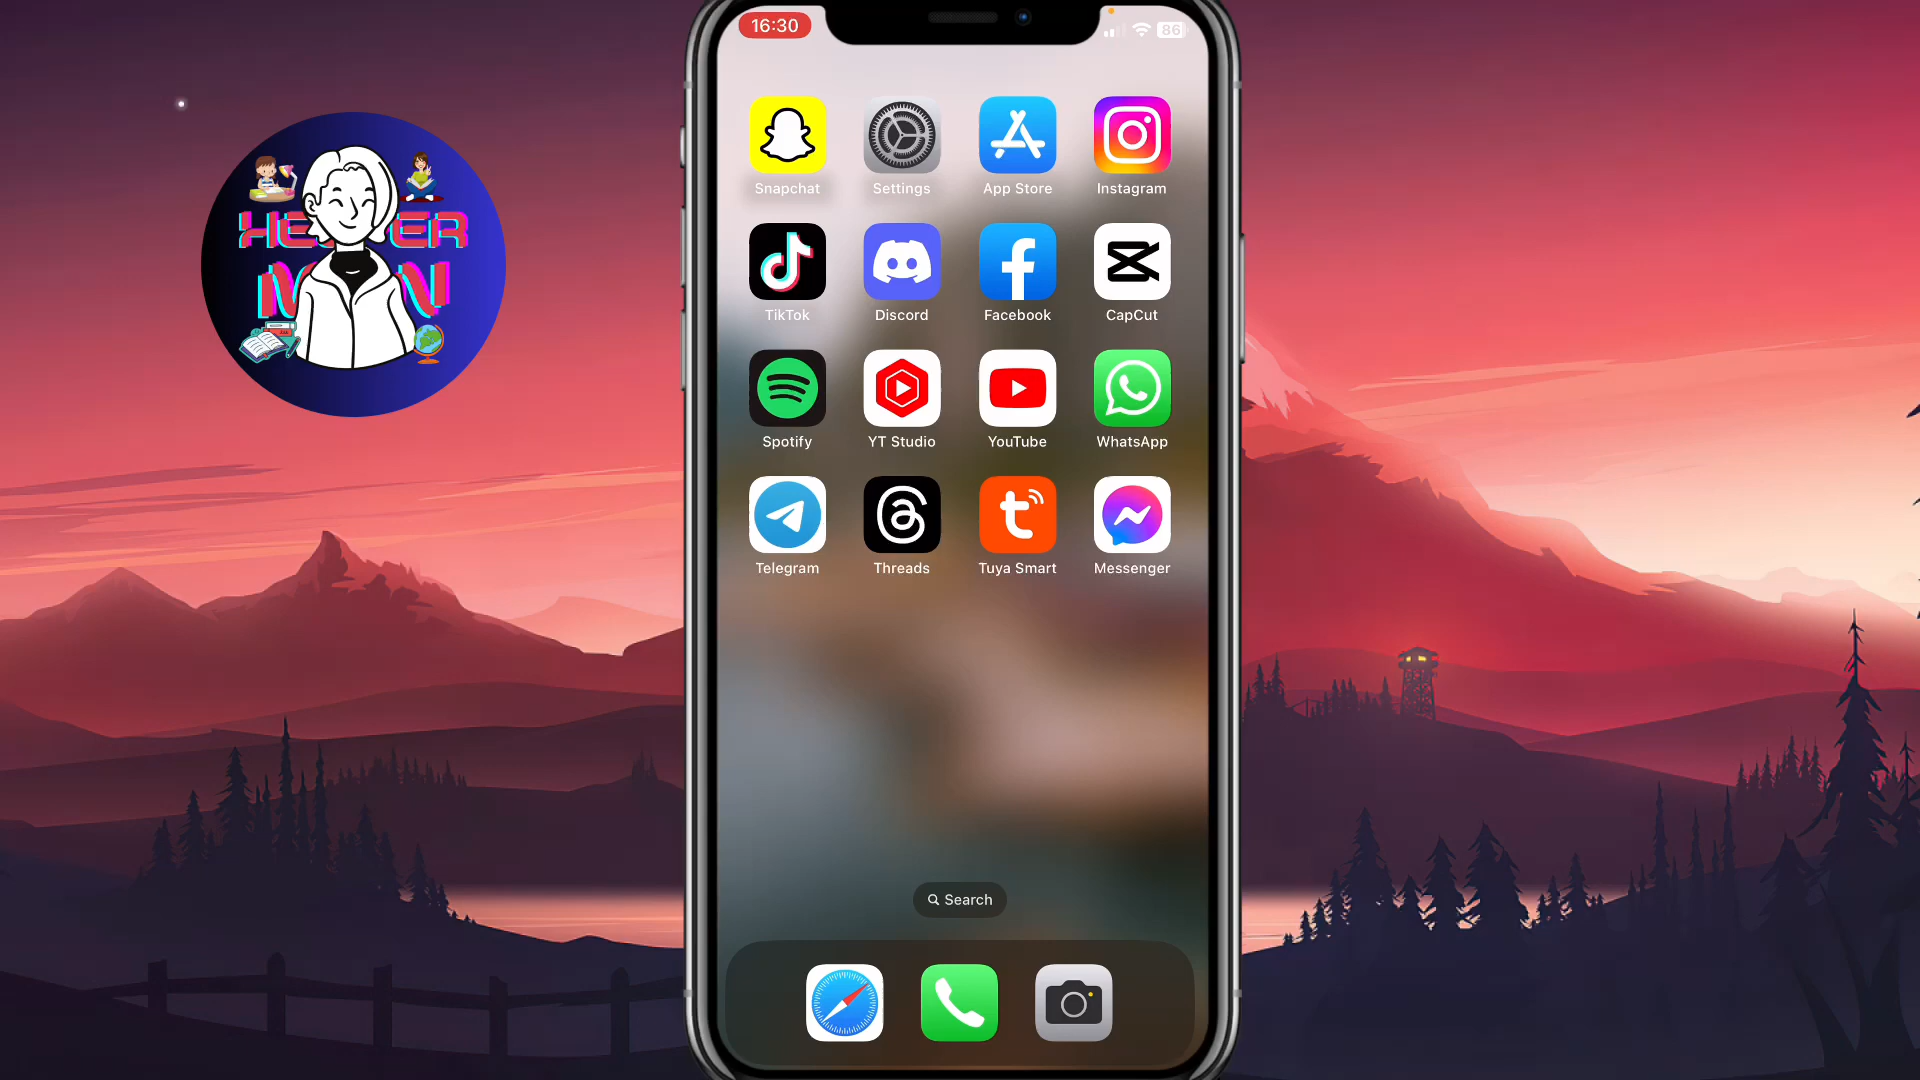 16:30
86
Snapchat
Settings
App Store
Instagram
TikTok
Discord
Facebook
CapCut
Spotify
YT Studio
YouTube
WhatsApp
Telegram
Threads
Tuya Smart
Messenger
Search